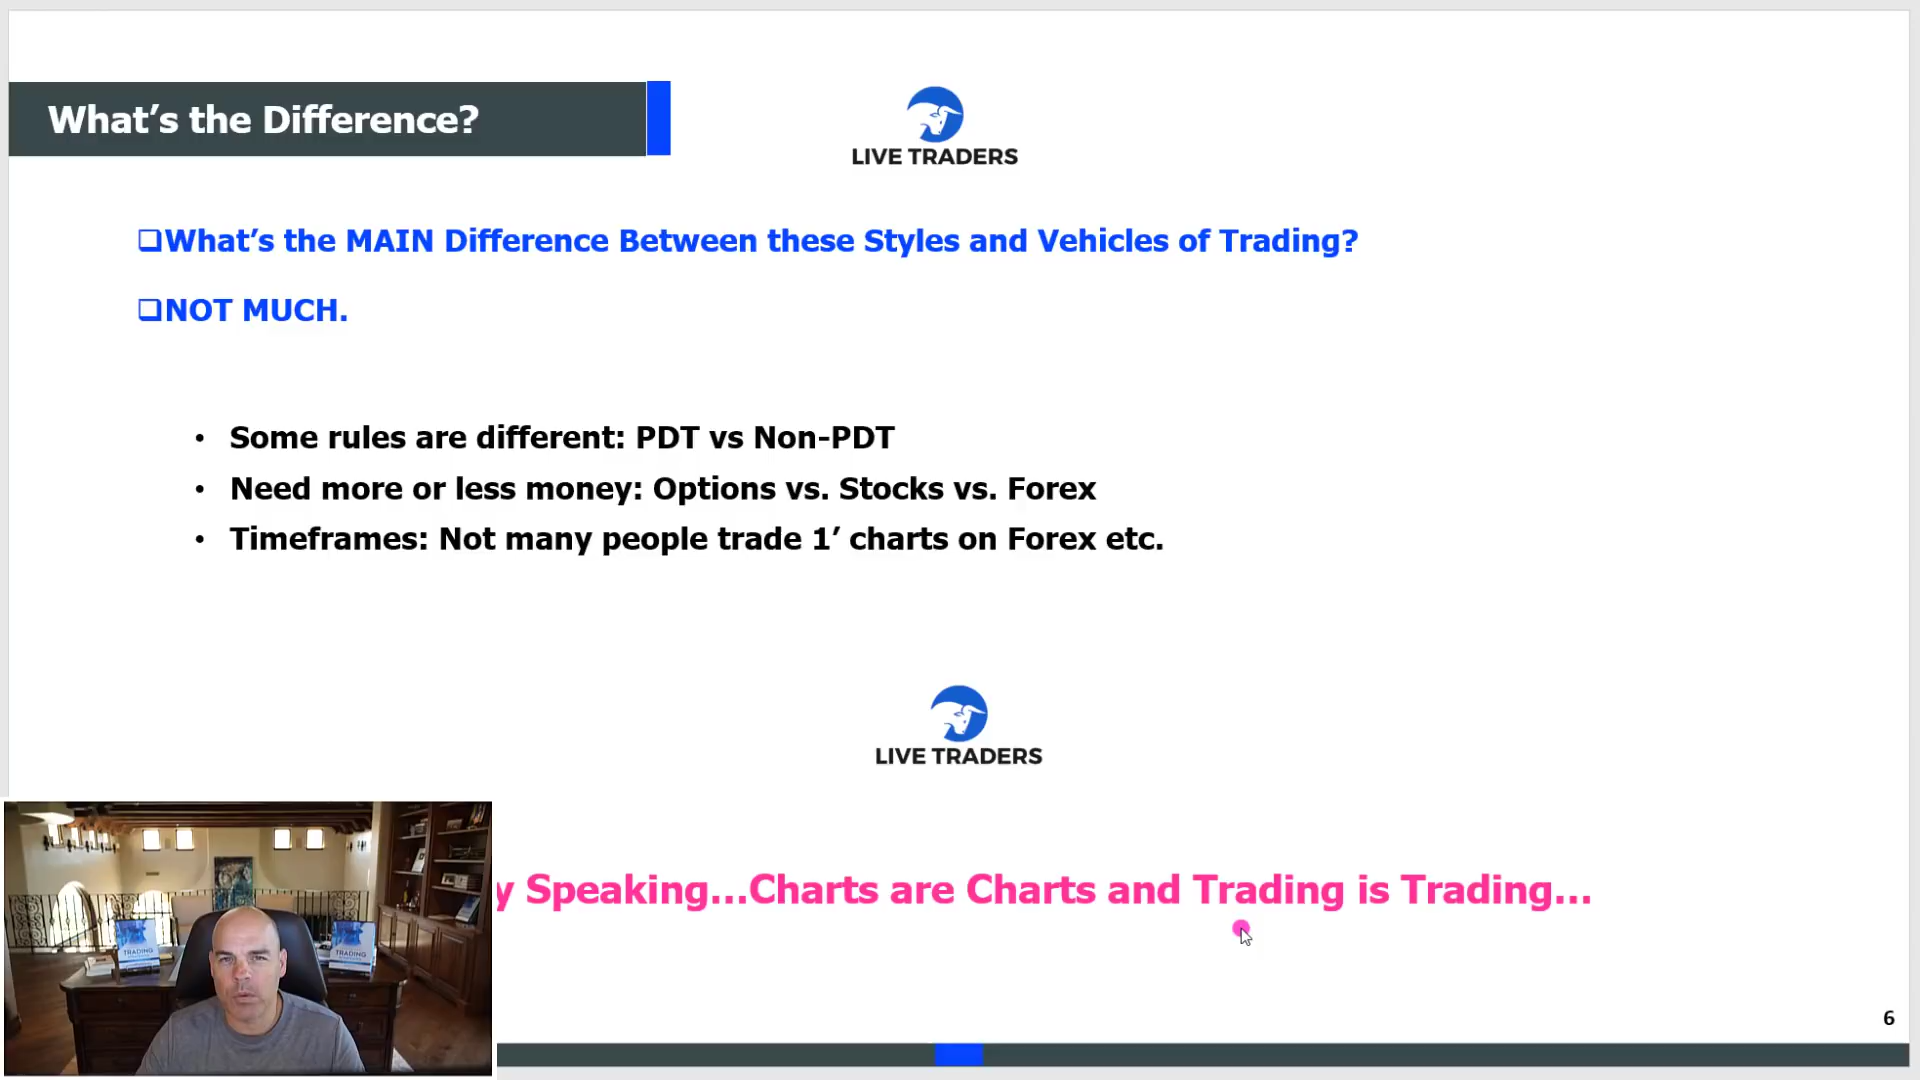 What's the Difference?
LIVE TRADERS
❑What's the MAIN Difference Between these Styles and Vehicles of Trading?
❑NOT MUCH.
• Some rules are different: PDT vs Non-PDT
• Need more or less money: Options vs. Stocks vs. Forex
• Timeframes: Not many people trade 1' charts on Forex etc.
LIVE TRADERS
y Speaking...Charts are Charts and Trading is Trading...
TRADING
TRADING
6